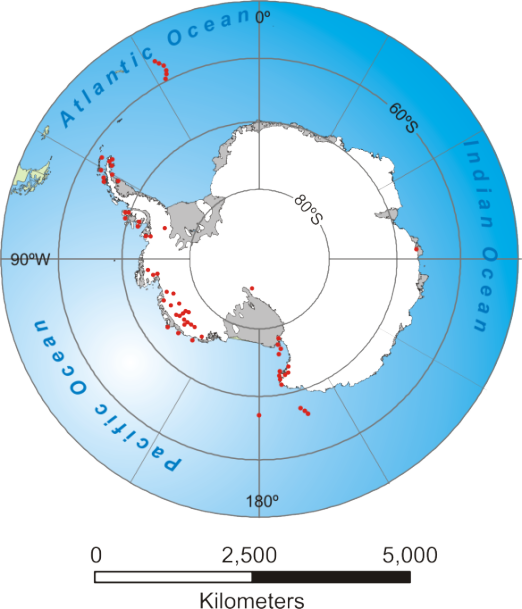 Atlantic Ocean
0º
60ºS
Indian Ocean
80ºS
90ºW
Pacific Ocean
180º
0 2,500 5,000
Kilometers